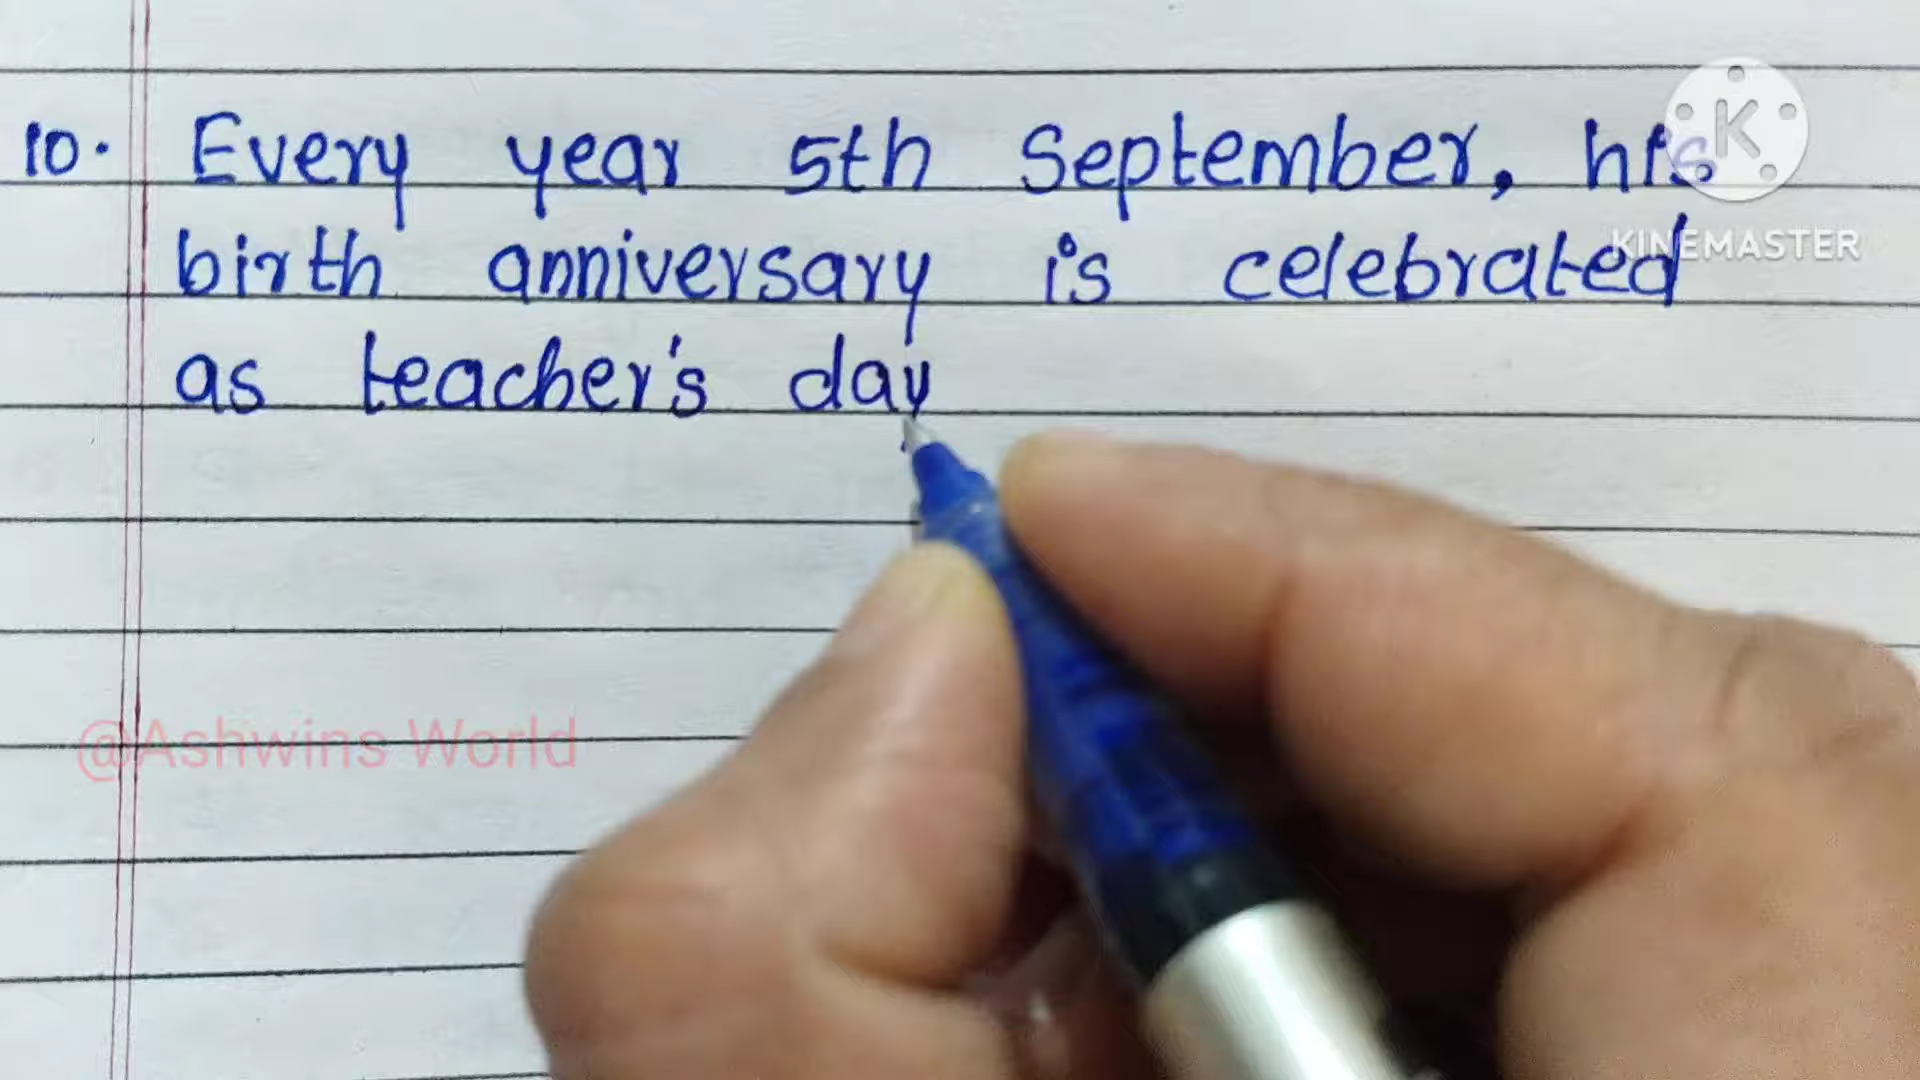 10. Every year 5th September, his
birth anniversary is celebrated
as teacher's day
K
KINEMASTER
@Ashwins World